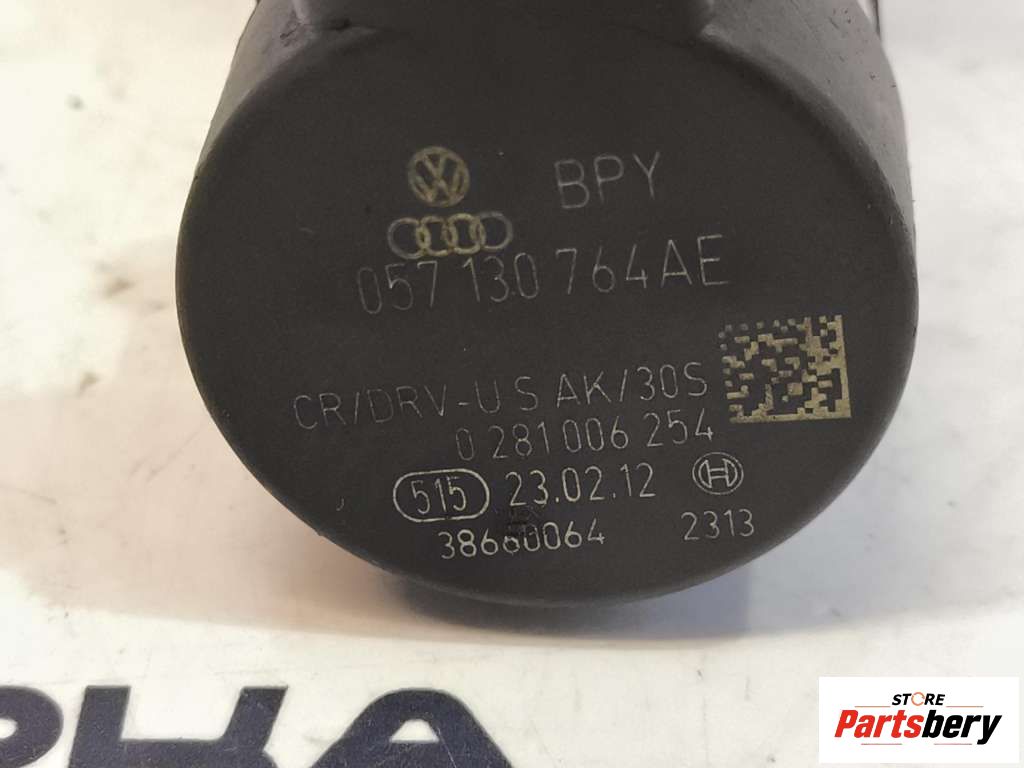 BPY
057 130 764AE
CR/DRV-U S AK/30S
0 281 006 254
515 23.02.12
38660064 2313
STORE
Partsbery